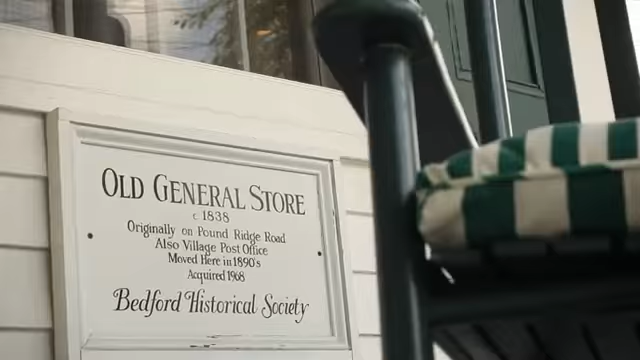 OLD GENERAL STORE
c 1838
Originally on Pound Ridge Road
Also Village Post Office
Moved Here in 1890's
Acquired 1968
Bedford Historical Society